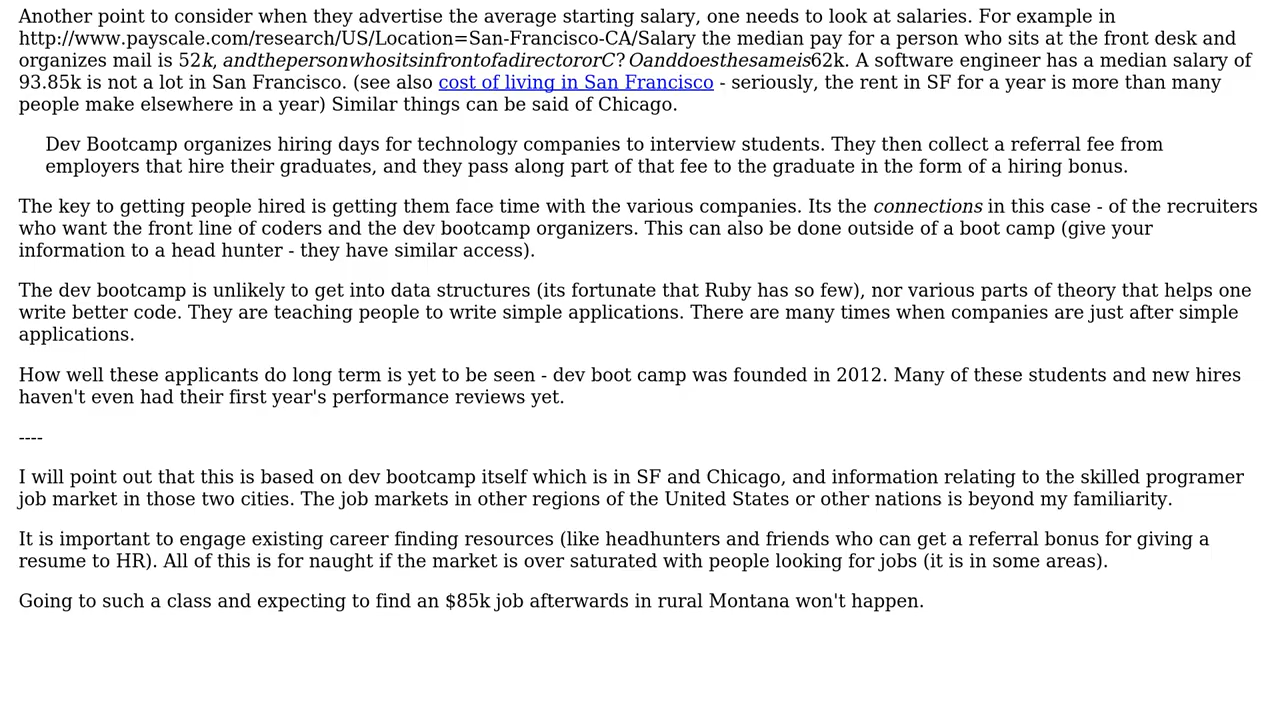 Another point to consider when they advertise the average starting salary, one needs to look at salaries. For example in
http://www.payscale.com/research/US/Location=San-Francisco-CA/Salary the median pay for a person who sits at the front desk and
organizes mail is 52k, andthepersonwhositsinfrontofadirectororC?Oanddoesthesameis62k. A software engineer has a median salary of
93.85k is not a lot in San Francisco. (see also cost of living in San Francisco - seriously, the rent in SF for a year is more than many
people make elsewhere in a year) Similar things can be said of Chicago.
Dev Bootcamp organizes hiring days for technology companies to interview students. They then collect a referral fee from
employers that hire their graduates, and they pass along part of that fee to the graduate in the form of a hiring bonus.
The key to getting people hired is getting them face time with the various companies. Its the connections in this case - of the recruiters
who want the front line of coders and the dev bootcamp organizers. This can also be done outside of a boot camp (give your
information to a head hunter - they have similar access).
The dev bootcamp is unlikely to get into data structures (its fortunate that Ruby has so few), nor various parts of theory that helps one
write better code. They are teaching people to write simple applications. There are many times when companies are just after simple
applications.
How well these applicants do long term is yet to be seen - dev boot camp was founded in 2012. Many of these students and new hires
haven't even had their first year's performance reviews yet.
----
I will point out that this is based on dev bootcamp itself which is in SF and Chicago, and information relating to the skilled programer
job market in those two cities. The job markets in other regions of the United States or other nations is beyond my familiarity.
It is important to engage existing career finding resources (like headhunters and friends who can get a referral bonus for giving a
resume to HR). All of this is for naught if the market is over saturated with people looking for jobs (it is in some areas).
Going to such a class and expecting to find an $85k job afterwards in rural Montana won't happen.